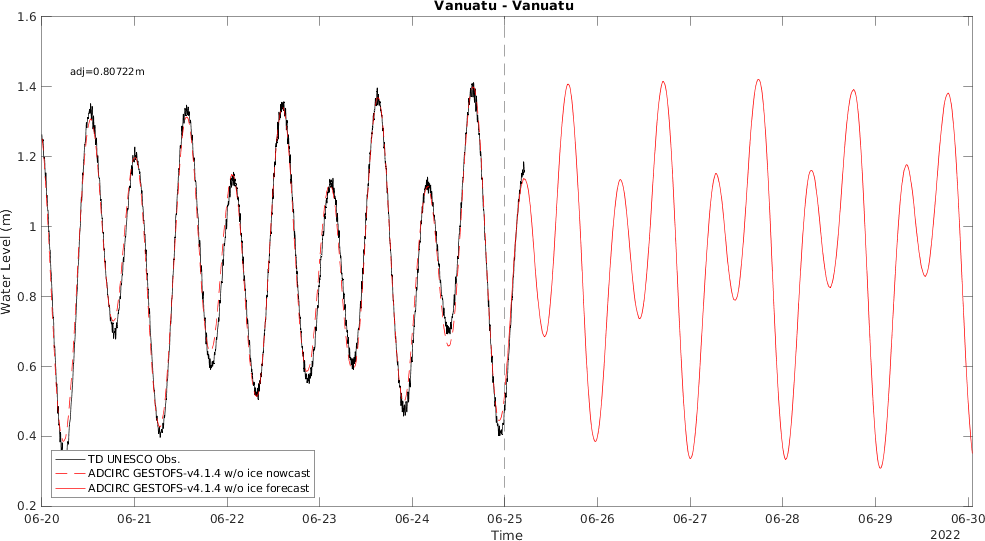 Vanuatu - Vanuatu
1.6
1.4
1.2
1
0.8
0.6
0.4
0.2
Water Level (m)
adj=0.80722m
TD UNESCO Obs.
ADCIRC GESTOFS-v4.1.4 w/o ice nowcast
ADCIRC GESTOFS-v4.1.4 w/o ice forecast
06-20 06-21 06-22 06-23 06-24 06-25 06-26 06-27 06-28 06-29 06-30
Time
2022